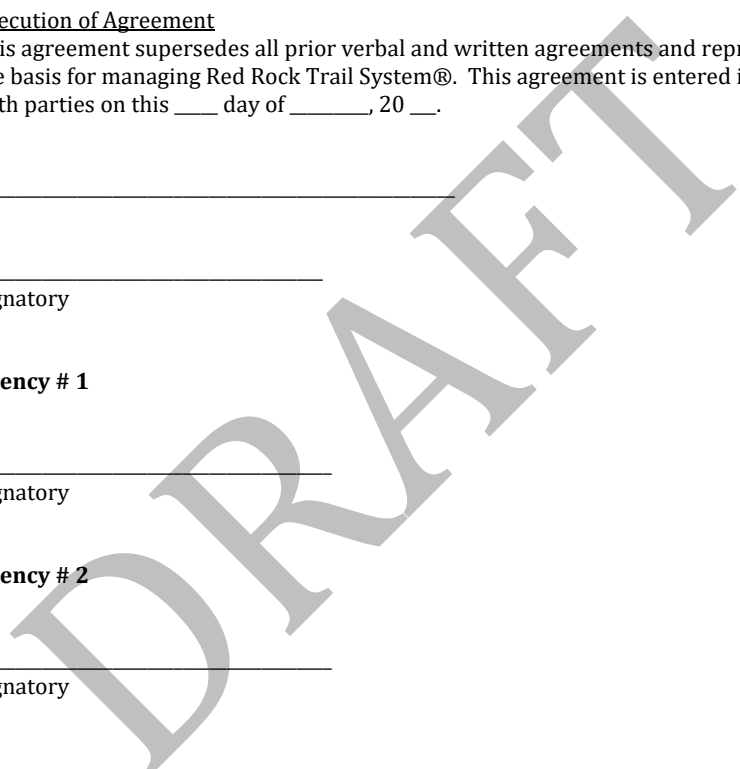 ecution of Agreement
is agreement supersedes all prior verbal and written agreements and repr
e basis for managing Red Rock Trail System®. This agreement is entered i
th parties on this ____ day of _______, 20 __.
gnatory
ency # 1
gnatory
ency # 2
gnatory
DRAFT